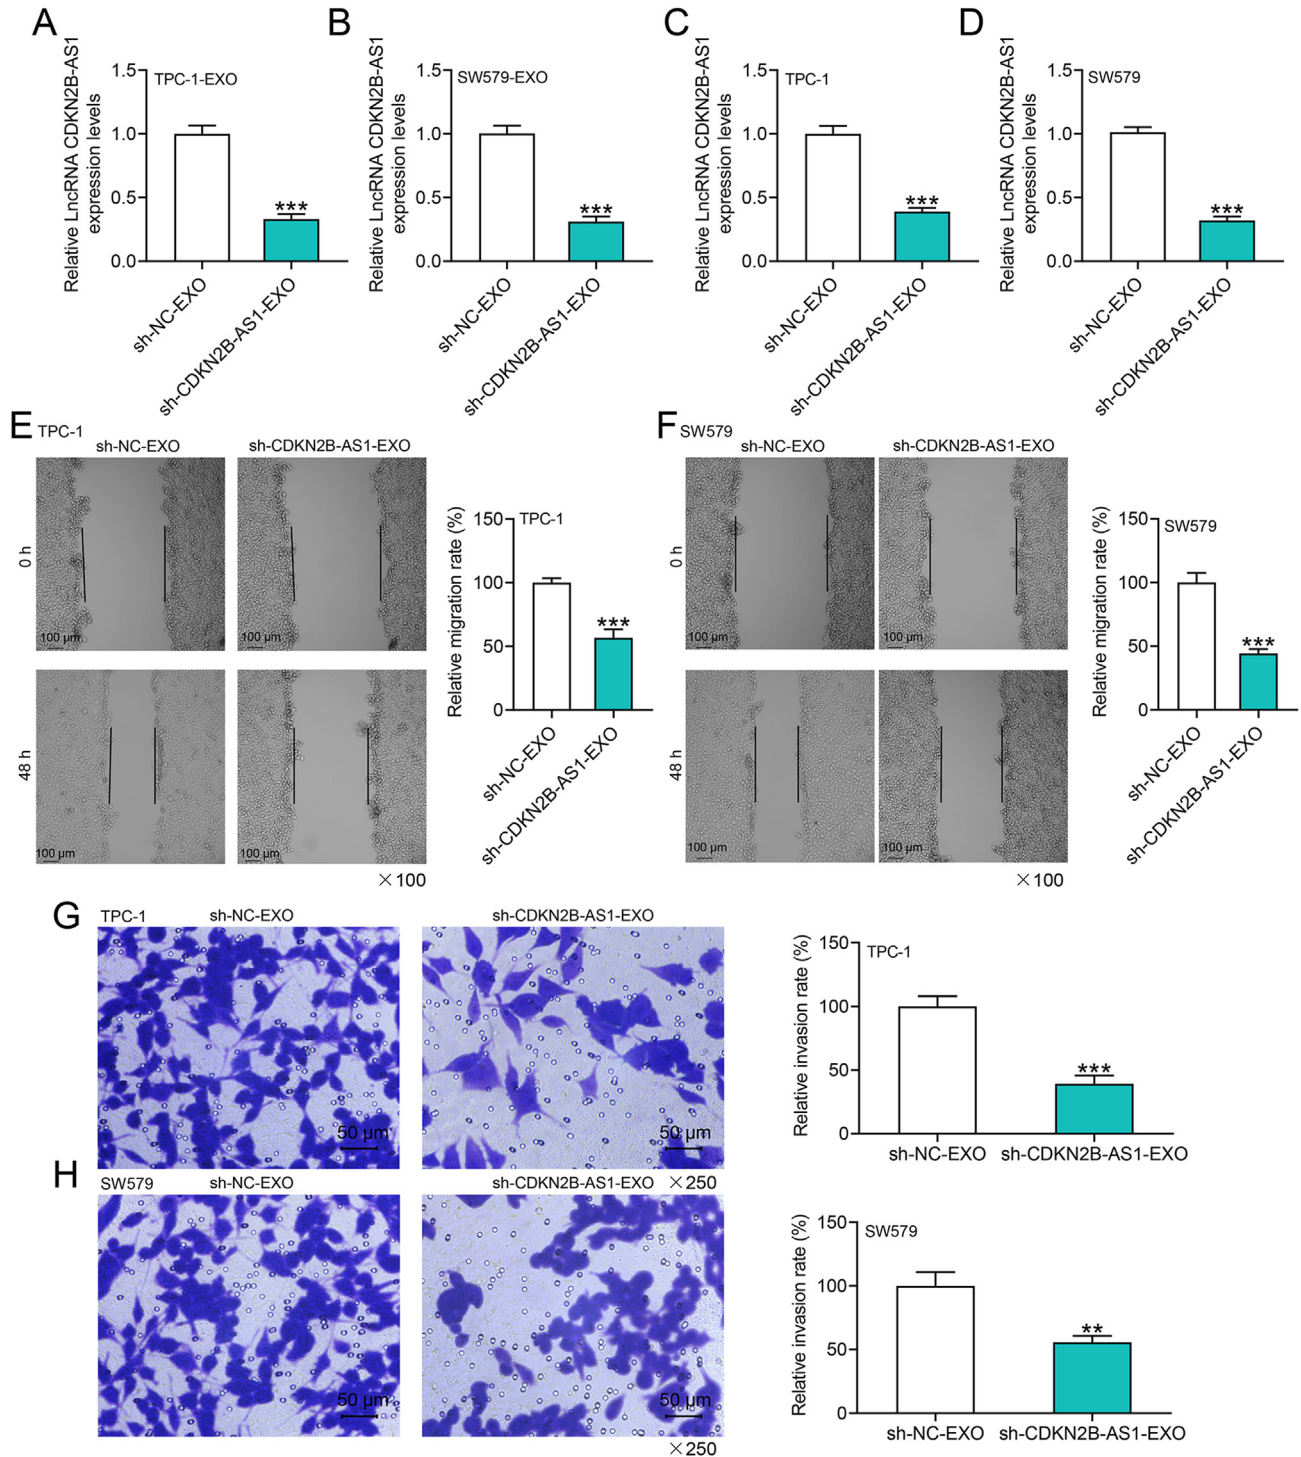 A
Relative LncRNA CDKN2B-AS1
expression levels
1.5
1.0
0.5
0.0
TPC-1-EXO
***
sh-NC-EXO
sh-CDKN2B-AS1-EXO
B
Relative LncRNA CDKN2B-AS1
expression levels
1.5
1.0
0.5
0.0
SW579-EXO
***
sh-NC-EXO
sh-CDKN2B-AS1-EXO
C
Relative LncRNA CDKN2B-AS1
expression levels
1.5
1.0
0.5
0.0
TPC-1
***
sh-NC-EXO
sh-CDKN2B-AS1-EXO
D
Relative LncRNA CDKN2B-AS1
expression levels
1.5
1.0
0.5
0.0
SW579
***
sh-NC-EXO
sh-CDKN2B-AS1-EXO
E
TPC-1
sh-NC-EXO
sh-CDKN2B-AS1-EXO
0 h
100 µm
100 µm
48 h
100 µm
100 µm
×100
Relative migration rate (%)
150
100
50
0
TPC-1
***
sh-NC-EXO
sh-CDKN2B-AS1-EXO
F
SW579
sh-NC-EXO
sh-CDKN2B-AS1-EXO
0 h
100 µm
100 µm
48 h
100 µm
100 µm
×100
Relative migration rate (%)
150
100
50
0
SW579
***
sh-NC-EXO
sh-CDKN2B-AS1-EXO
G
TPC-1
sh-NC-EXO
sh-CDKN2B-AS1-EXO
50 µm
50 µm
×250
Relative invasion rate (%)
150
100
50
0
TPC-1
***
sh-NC-EXO
sh-CDKN2B-AS1-EXO
H
SW579
sh-NC-EXO
sh-CDKN2B-AS1-EXO
50 µm
50 µm
×250
Relative invasion rate (%)
150
100
50
0
SW579
**
sh-NC-EXO
sh-CDKN2B-AS1-EXO